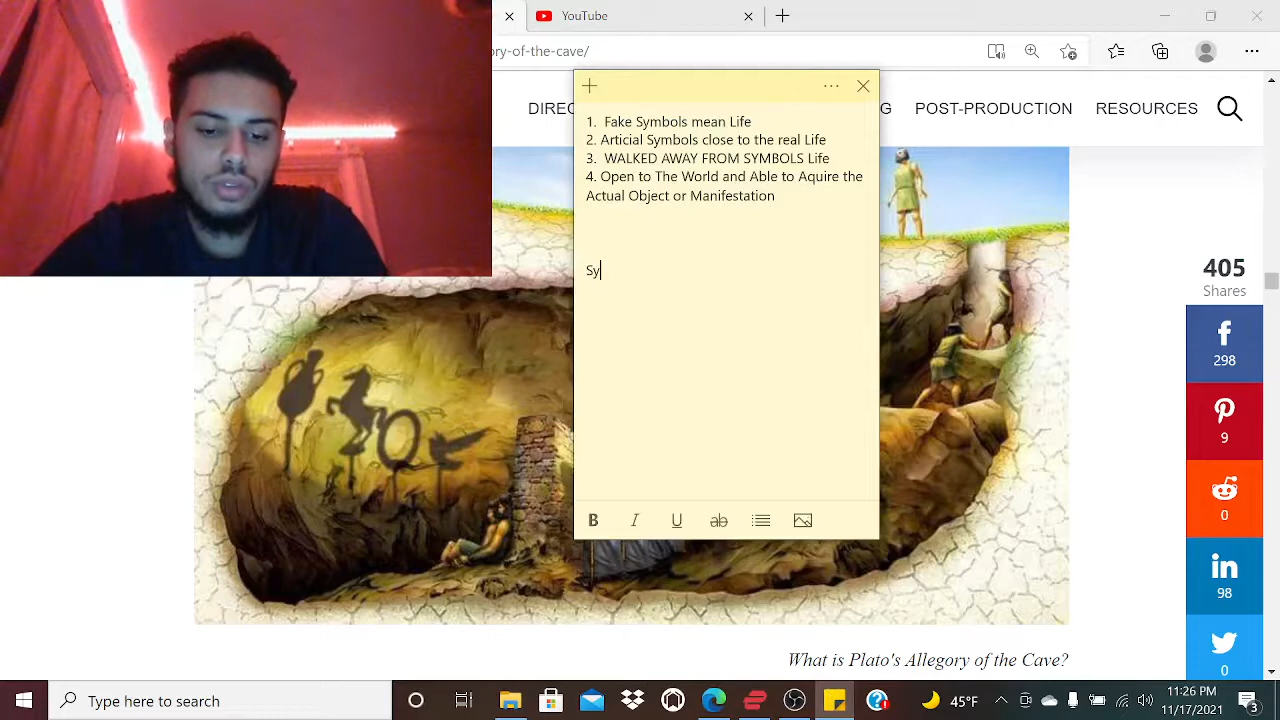 YouTube
ory-of-the-cave/
DIREC
G
POST-PRODUCTION
RESOURCES
1.  Fake Symbols mean Life
2. Articial Symbols close to the real Life
3.  WALKED AWAY FROM SYMBOLS Life
4. Open to The World and Able to Aquire the
Actual Object or Manifestation
Sy
B I U ab
405
Shares
298
9
0
98
0
What is Plato's Allegory of the Cave?
Type here to search
45°F
11:27 PM
11/17/2021
3